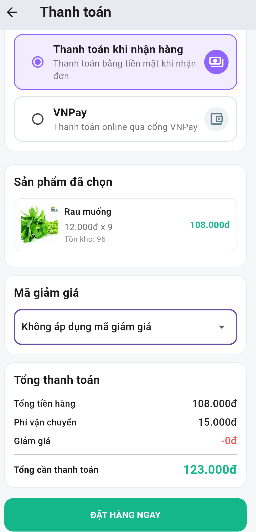 Thanh toán
Thanh toán khi nhận hàng
Thanh toán bằng tiền mặt khi nhận
đơn
VNPay
Thanh toán online qua cổng VNPay
Sản phẩm đã chọn
Rau muống
12.000đ x 9
108.000đ
Tồn kho: 96
Mã giảm giá
Không áp dụng mã giảm giá
Tổng thanh toán
Tổng tiền hàng 108.000đ
Phí vận chuyển 15.000đ
Giảm giá -0đ
Tổng cần thanh toán 123.000đ
ĐẶT HÀNG NGAY